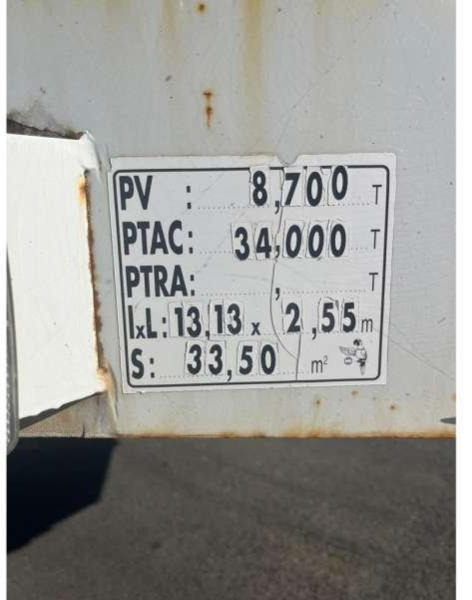 PV : 8,700 T
PTAC: 34,000 T
PTRA: , T
lxL: 13,13 x 2,55 m
S: 33,50 m²